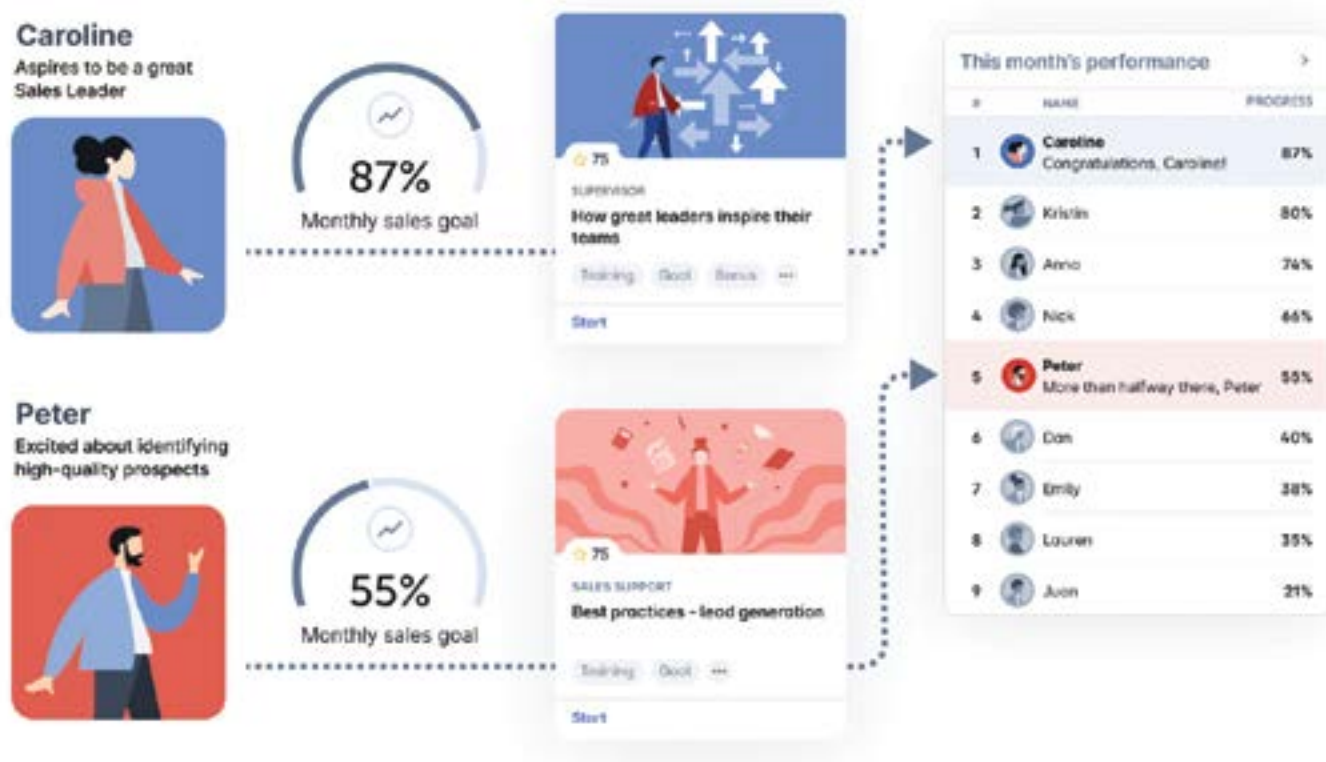 Caroline
Aspires to be a great
Sales Leader
87%
Monthly sales goal
75
SUPERVISOR
How great leaders inspire their
teams
Training Goal Bonus ...
Start
Peter
Excited about identifying
high-quality prospects
55%
Monthly sales goal
75
SALES SUPPORT
Best practices - lead generation
Training Goal ...
Start
This month's performance >
# NAME PROGRESS
1 Caroline 87%
Congratulations, Caroline!
2 Kristin 80%
3 Anna 74%
4 Nick 66%
5 Peter 55%
More than halfway there, Peter
6 Dan 40%
7 Emily 38%
8 Lauren 35%
9 Juan 21%